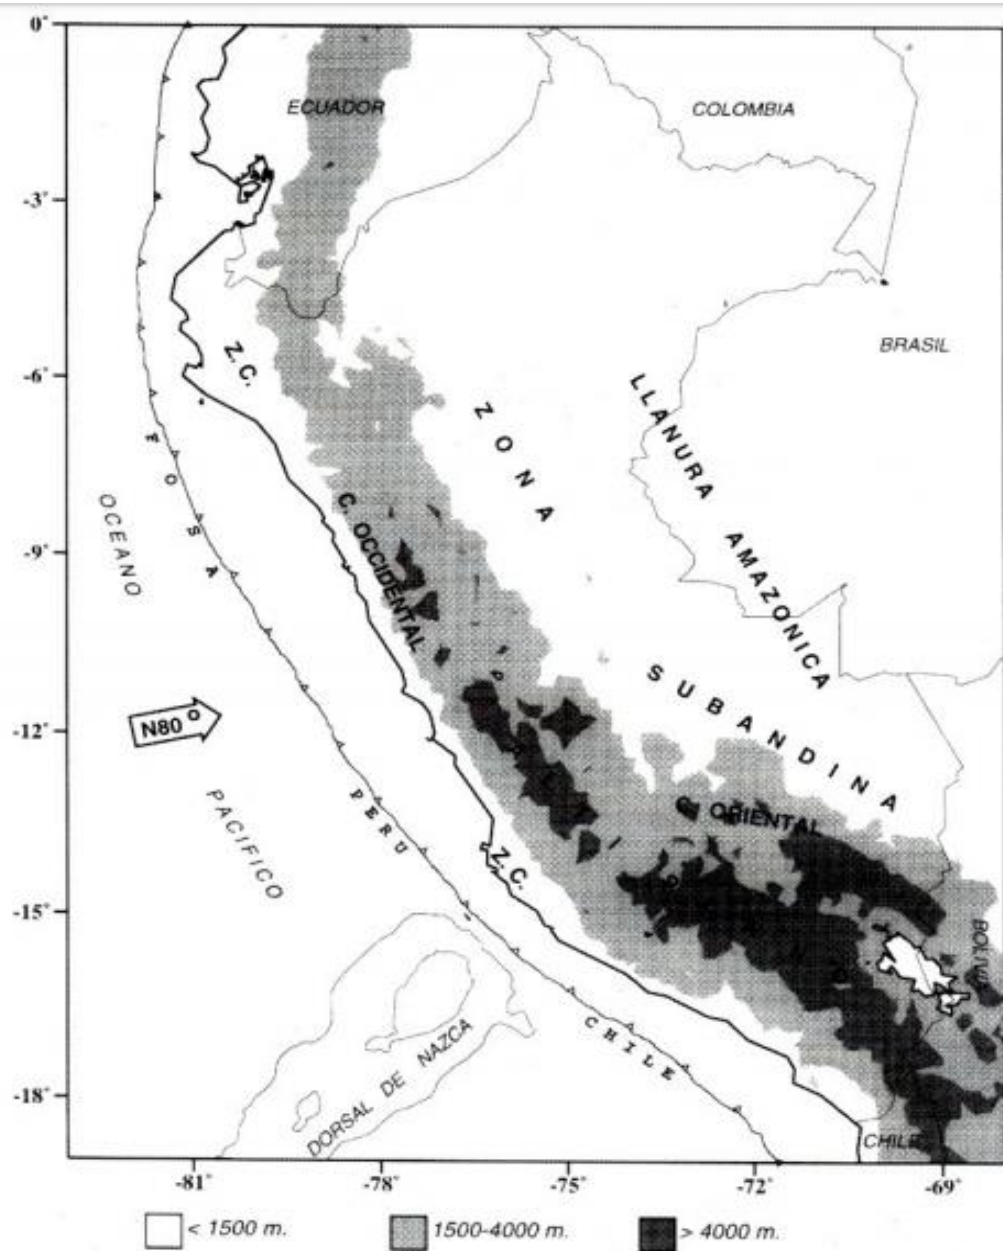 0°
ECUADOR
COLOMBIA
-3°
BRASIL
Z.C.
-6°
ZONA
LLANURA AMAZONICA
FOSA
OCEANO
C. OCCIDENTAL
-9°
SUBANDINA
N80°
-12°
PERU
C. ORIENTAL
PACIFICO
Z.C.
-15°
BOLIVIA
CHILE
DORSAL DE NAZCA
-18°
CHILE
-81°
-78°
-75°
-72°
-69°
< 1500 m.
1500-4000 m.
> 4000 m.